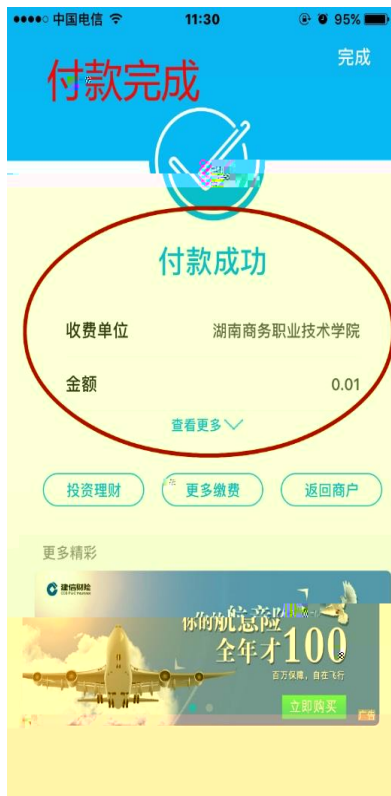 中国电信 11:30 95%
完成
付款完成
付款成功
收费单位 湖南商务职业技术学院
金额 0.01
查看更多
投资理财 更多缴费 返回商户
更多精彩
建信财险
你的航意险
全年才100
百万保障，自在飞行
立即购买
广告